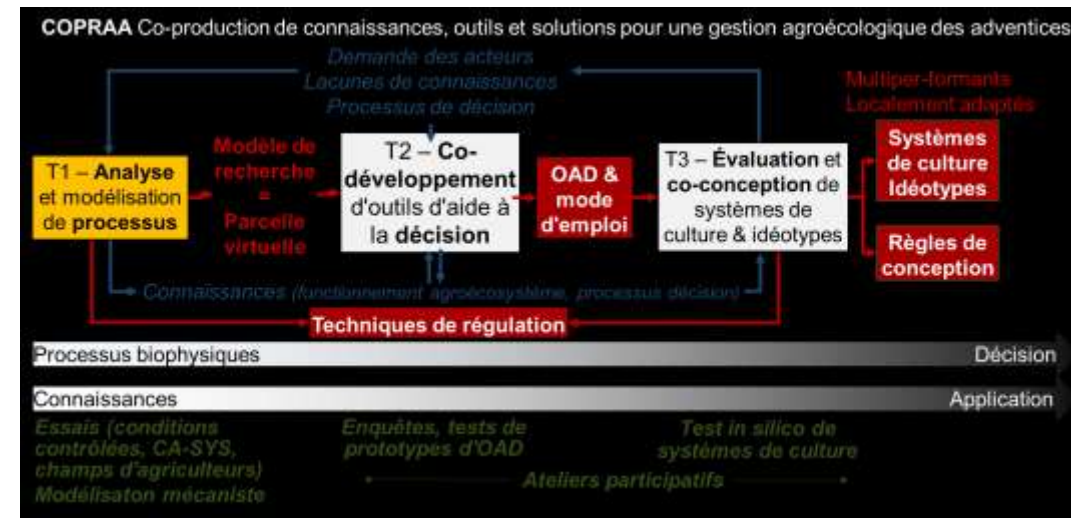 COPRAA Co-production de connaissances, outils et solutions pour une gestion agroécologique des adventices
Demande des acteurs
Lacunes de connaissances
Processus de décision
Multiper-formants
Localement adaptés
T1 – Analyse
et modélisation
de processus
Modèle de
recherche
=
Parcelle
virtuelle
T2 – Co-
développement
d'outils d'aide à
la décision
OAD &
mode
d'emploi
T3 – Évaluation et
co-conception de
systèmes de
culture & idéotypes
Systèmes
de culture
Idéotypes
Règles de
conception
Connaissances (functionnement agroécosystème, processus décision)
Techniques de régulation
Processus biophysiques
Décision
Connaissances
Application
Essais (conditions
contrôlées, CA-SYS,
champs d'agriculteurs)
Modélisaton mécaniste
Enquêtes, tests de
prototypes d'OAD
Test in silico de
systèmes de culture
Ateliers participatifs